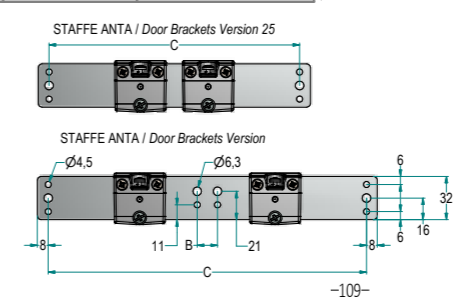 STAFFE ANTA / Door Brackets Version 25
C
STAFFE ANTA / Door Brackets Version
Ø4,5
Ø6,3
6
32
8
11
B
21
6
16
8
C
-109-